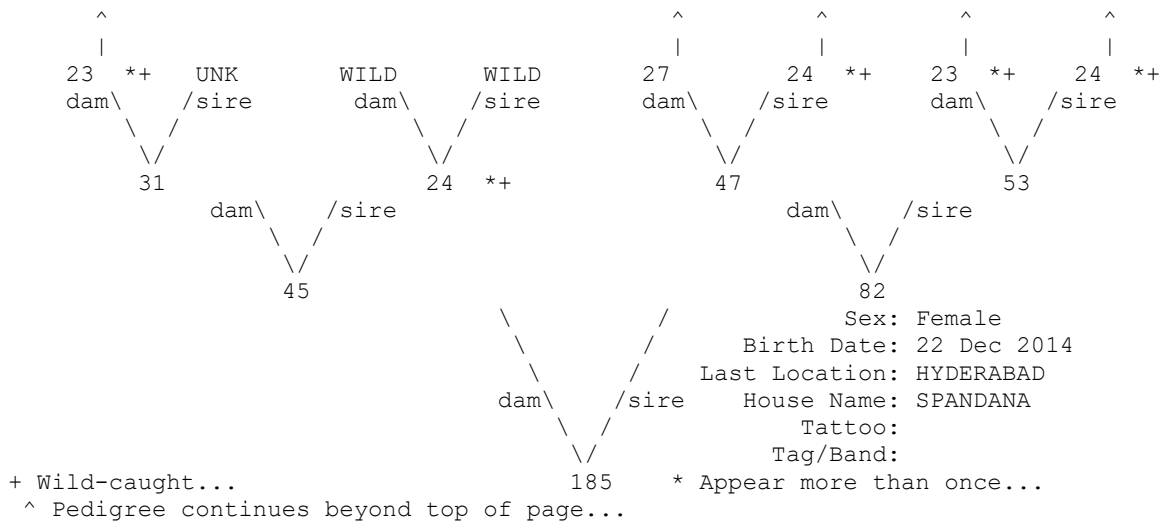 ^ ^ ^ ^ ^
| | | | |
23 *+ UNK WILD WILD 27 24 *+ 23 *+ 24 *+
dam\ /sire dam\ /sire dam\ /sire dam\ /sire
\ / \ / \ / \ /
\/ \/ \/ \/
31 24 *+ 47 53
dam\ /sire dam\ /sire
\ / \ /
\/ \/
45 82
\ / Sex: Female
\ / Birth Date: 22 Dec 2014
\ / Last Location: HYDERABAD
dam\ /sire House Name: SPANDANA
\ / Tattoo:
\/ Tag/Band:
+ Wild-caught... 185 * Appear more than once...
^ Pedigree continues beyond top of page...